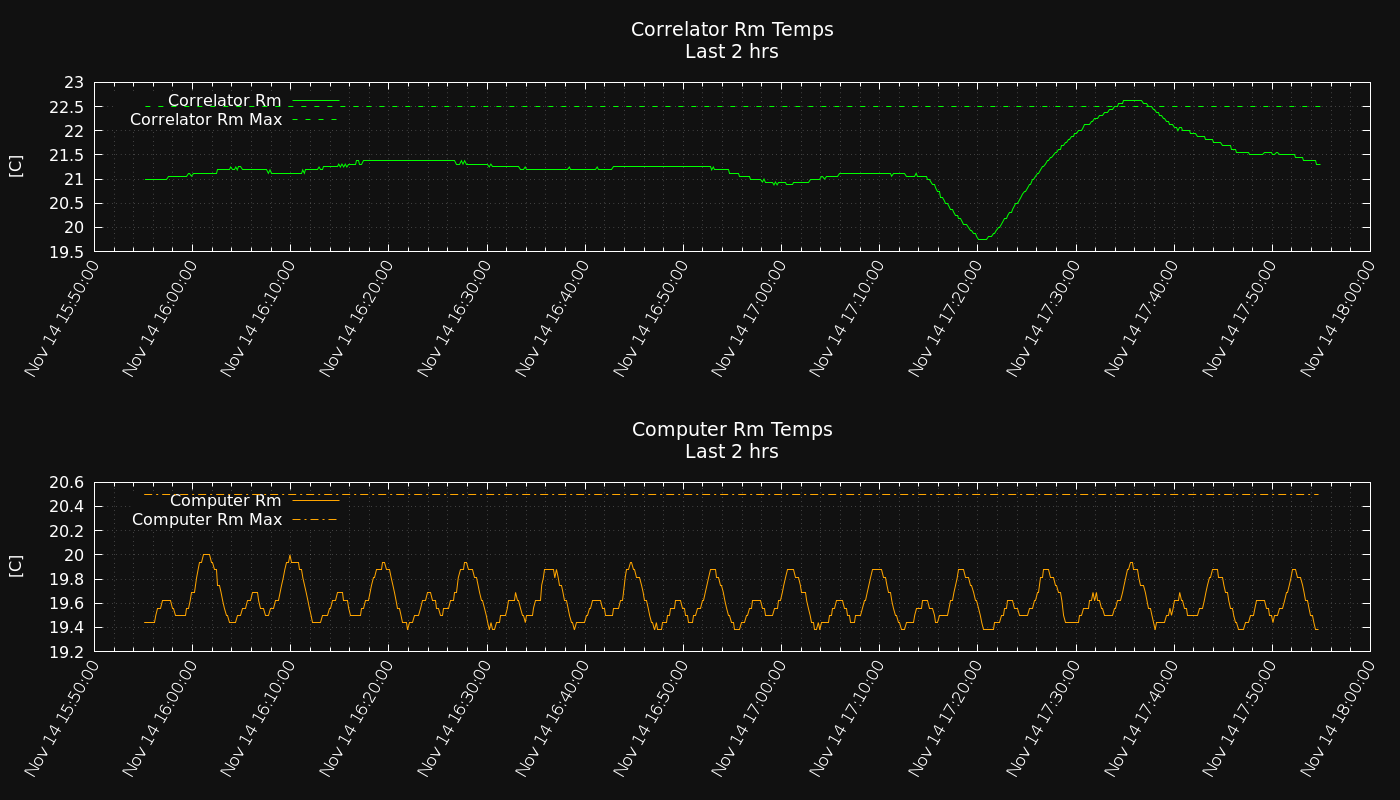 Correlator Rm Temps
Last 2 hrs
[C]
23
22.5
22
21.5
21
20.5
20
19.5
Correlator Rm
Correlator Rm Max
Nov 14 15:50:00
Nov 14 16:00:00
Nov 14 16:10:00
Nov 14 16:20:00
Nov 14 16:30:00
Nov 14 16:40:00
Nov 14 16:50:00
Nov 14 17:00:00
Nov 14 17:10:00
Nov 14 17:20:00
Nov 14 17:30:00
Nov 14 17:40:00
Nov 14 17:50:00
Nov 14 18:00:00
Computer Rm Temps
Last 2 hrs
[C]
20.6
20.4
20.2
20
19.8
19.6
19.4
19.2
Computer Rm
Computer Rm Max
Nov 14 15:50:00
Nov 14 16:00:00
Nov 14 16:10:00
Nov 14 16:20:00
Nov 14 16:30:00
Nov 14 16:40:00
Nov 14 16:50:00
Nov 14 17:00:00
Nov 14 17:10:00
Nov 14 17:20:00
Nov 14 17:30:00
Nov 14 17:40:00
Nov 14 17:50:00
Nov 14 18:00:00